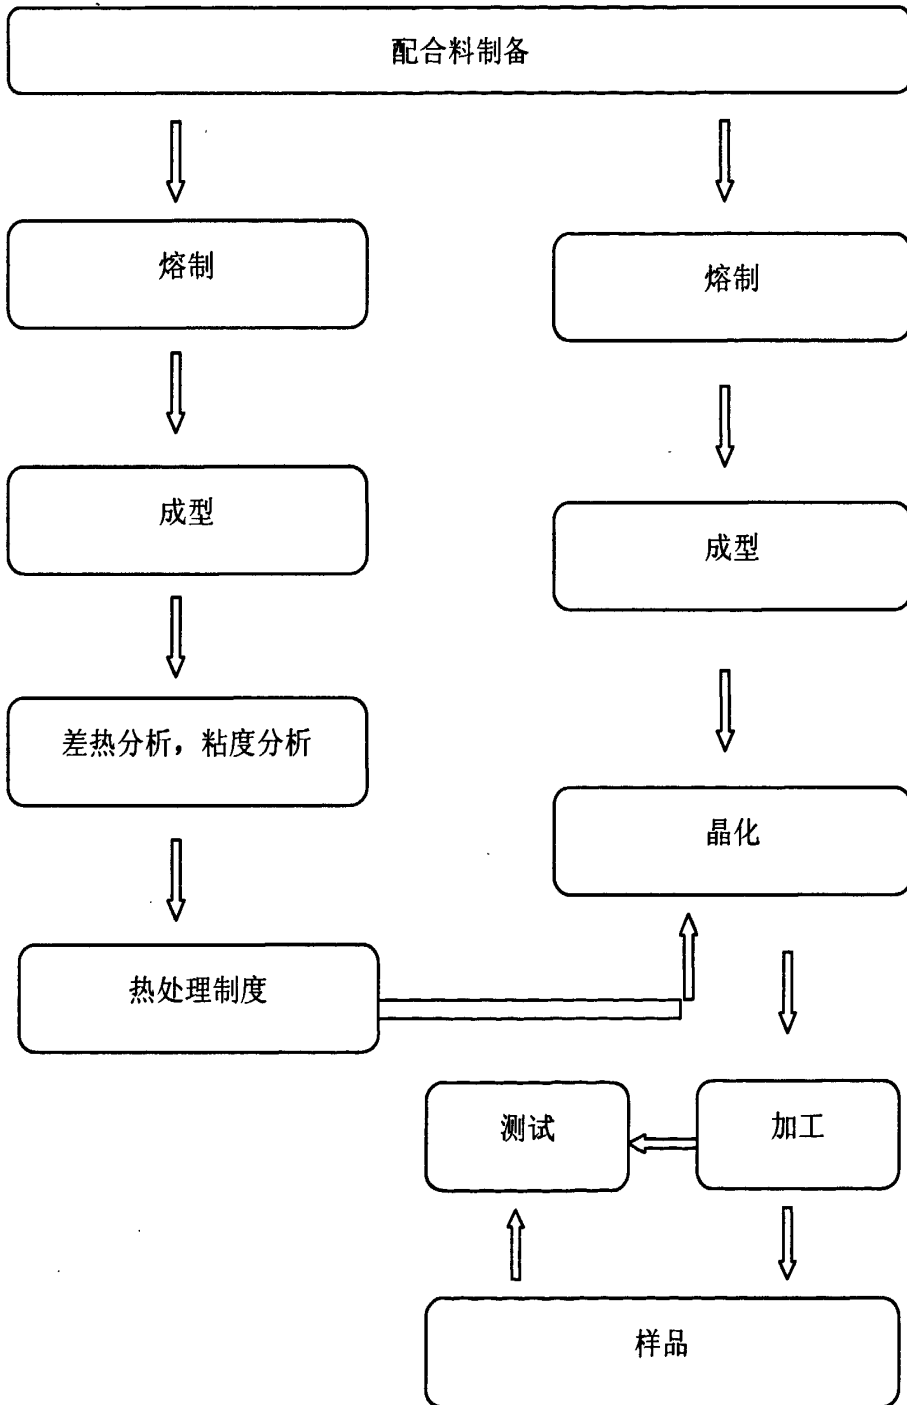 配合料制备
熔制
熔制
成型
成型
差热分析，粘度分析
晶化
热处理制度
测试
加工
样品